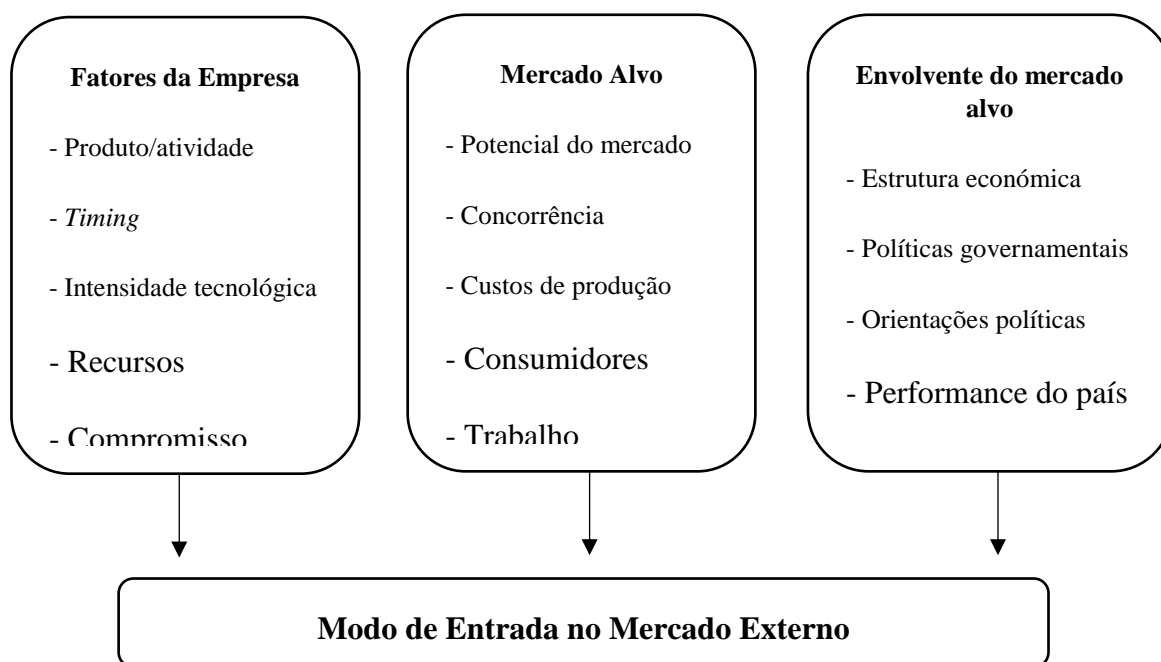 Fatores da Empresa
- Produto/atividade
- Timing
- Intensidade tecnológica
- Recursos
- Compromisso
Mercado Alvo
- Potencial do mercado
- Concorrência
- Custos de produção
- Consumidores
- Trabalho
Envolvente do mercado
alvo
- Estrutura económica
- Políticas governamentais
- Orientações políticas
- Performance do país
Modo de Entrada no Mercado Externo